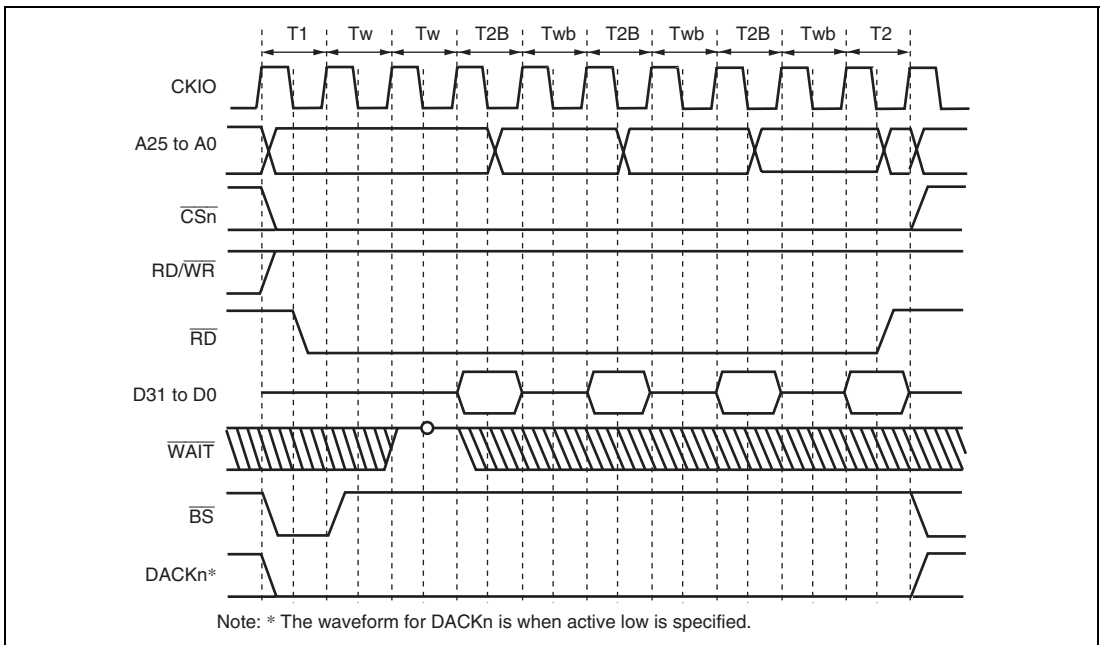 T1 Tw Tw T2B Twb T2B Twb T2B Twb T2
CKIO
A25 to A0
CSn
RD/WR
RD
D31 to D0
WAIT
BS
DACKn*
Note: * The waveform for DACKn is when active low is specified.